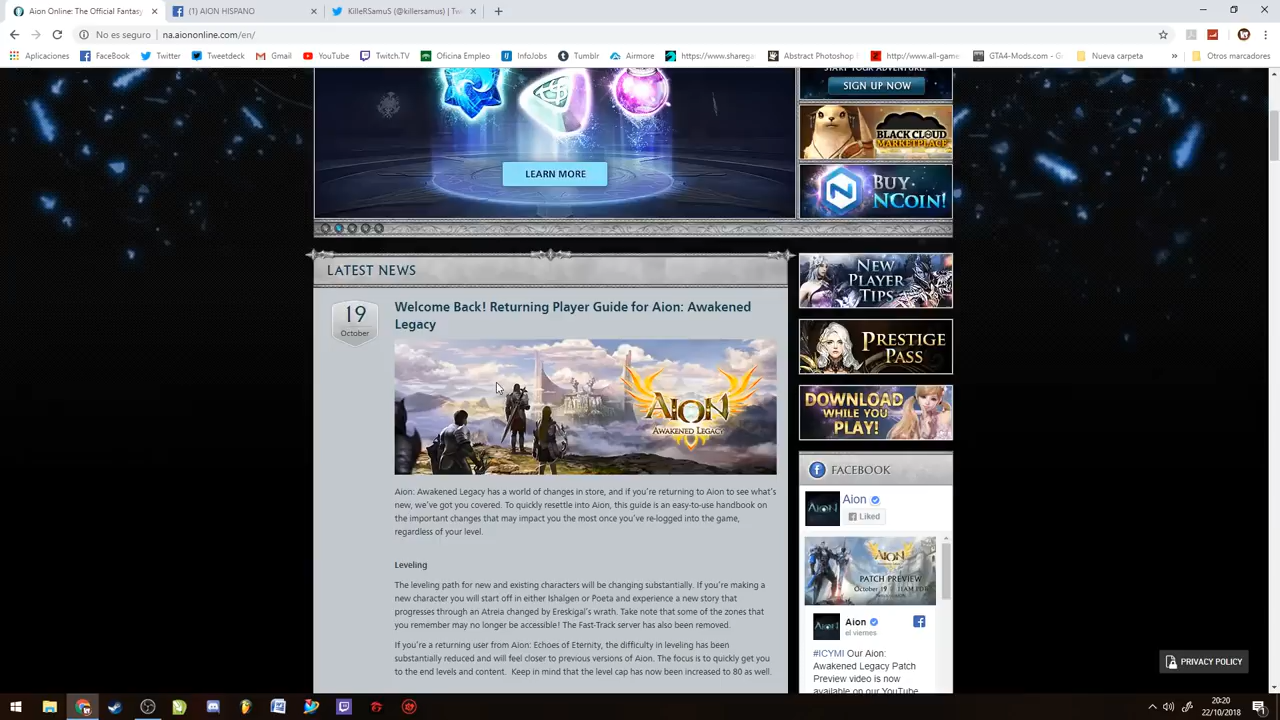 Aion Online: The Official Fantasy
AION HISPANO
KilleRSamuS (@killersamus) | Tw
No es seguro | na.aiononline.com/en/
Aplicaciones
FaceBook
Twitter
Tweetdeck
Gmail
YouTube
Twitch.TV
Oficina Empleo
InfoJobs
Tumblr
Airmore
https://www.sharega
Abstract Photoshop
http://www.all-game
GTA4-Mods.com - G
Nueva carpeta
»
Otros marcadores
START YOUR ADVENTURE!
SIGN UP NOW
BLACK CLOUD
MARKETPLACE
LEARN MORE
BUY
NCOIN!
LATEST NEWS
NEW
PLAYER
TIPS
19
October
Welcome Back! Returning Player Guide for Aion: Awakened
Legacy
AION
AWAKENED LEGACY
PRESTIGE
PASS
DOWNLOAD
WHILE YOU
PLAY!
FACEBOOK
Aion
Liked
Aion: Awakened Legacy has a world of changes in store, and if you're returning to Aion to see what's
new, we've got you covered. To quickly resettle into Aion, this guide is an easy-to-use handbook on
the important changes that may impact you the most once you've re-logged into the game,
regardless of your level.
AION
PATCH PREVIEW
October 19 11AM PDT
Leveling
The leveling path for new and existing characters will be changing substantially. If you're making a
new character you will start off in either Ishalgen or Poeta and experience a new story that
progresses through an Atreia changed by Ereskigal's wrath. Take note that some of the zones that
you remember may no longer be accessible! The Fast-Track server has also been removed.
Aion
el viernes
If you're a returning user from Aion: Echoes of Eternity, the difficulty in leveling has been
substantially reduced and will feel closer to previous versions of Aion. The focus is to quickly get you
to the end levels and content. Keep in mind that the level cap has now been increased to 80 as well.
#ICYMI Our Aion:
Awakened Legacy Patch
Preview video is now
available on our YouTube
PRIVACY POLICY
20:20
22/10/2018